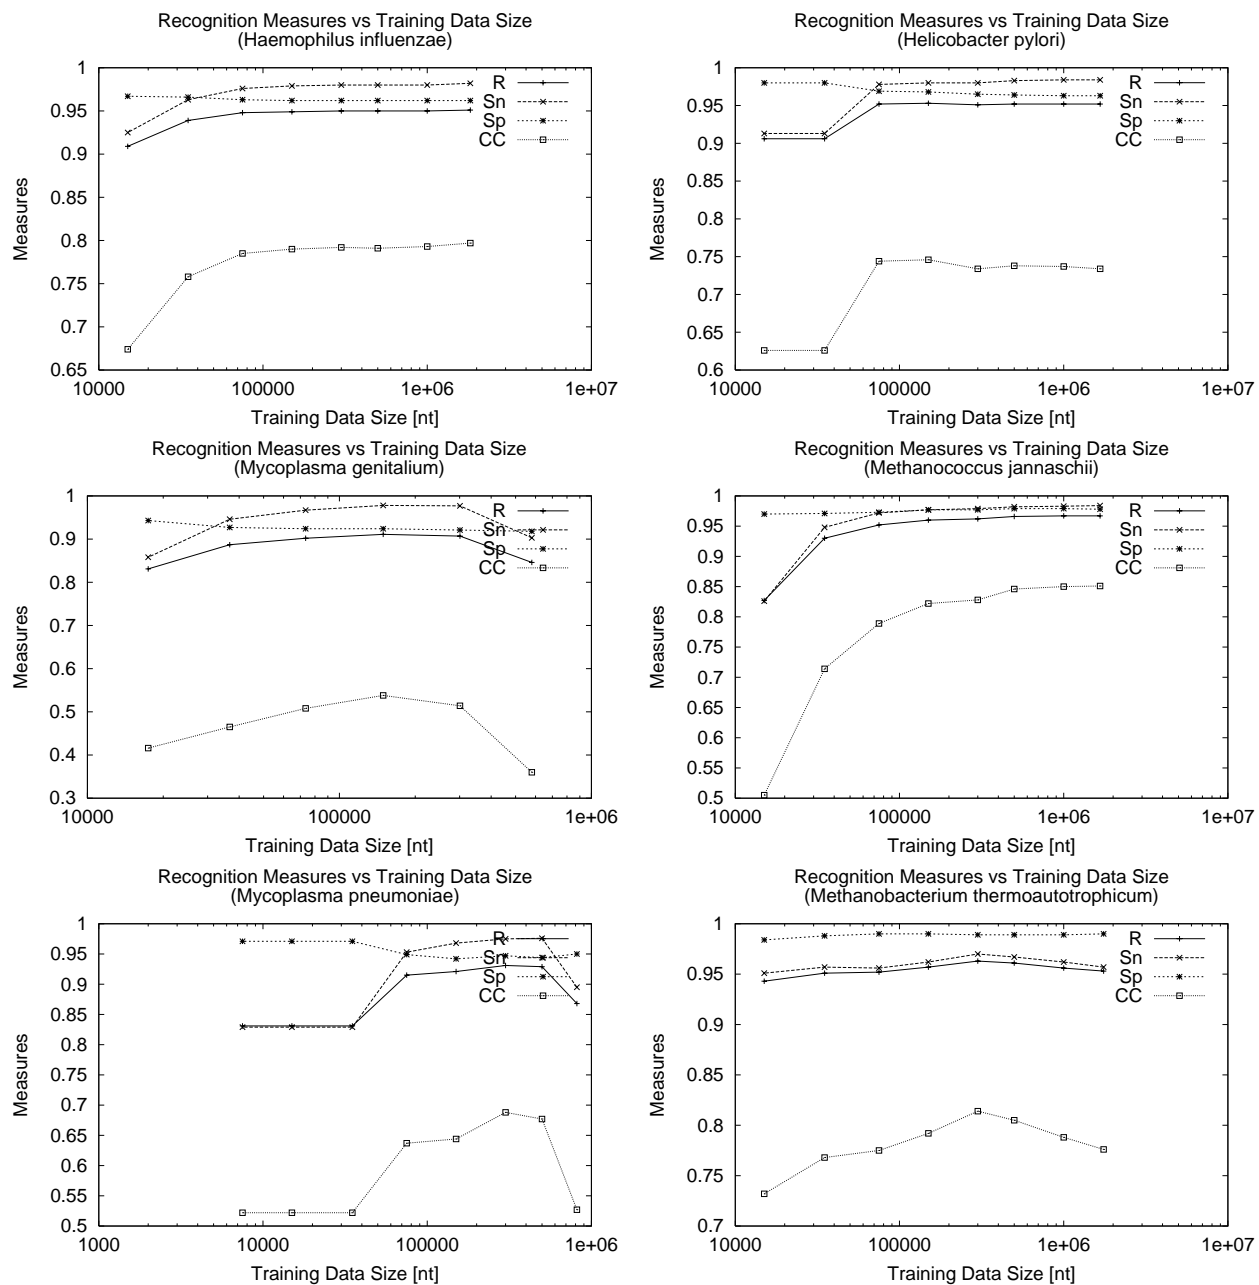 Recognition Measures vs Training Data Size
(Haemophilus influenzae)
1
0.95
0.9
0.85
0.8
0.75
0.7
0.65
10000
100000
1e+06
1e+07
Measures
Training Data Size [nt]
R
Sn
Sp
CC
Recognition Measures vs Training Data Size
(Helicobacter pylori)
1
0.95
0.9
0.85
0.8
0.75
0.7
0.65
0.6
10000
100000
1e+06
1e+07
Measures
Training Data Size [nt]
R
Sn
Sp
CC
Recognition Measures vs Training Data Size
(Mycoplasma genitalium)
1
0.9
0.8
0.7
0.6
0.5
0.4
0.3
10000
100000
1e+06
Measures
Training Data Size [nt]
R
Sn
Sp
CC
Recognition Measures vs Training Data Size
(Methanococcus jannaschii)
1
0.95
0.9
0.85
0.8
0.75
0.7
0.65
0.6
0.55
0.5
10000
100000
1e+06
1e+07
Measures
Training Data Size [nt]
R
Sn
Sp
CC
Recognition Measures vs Training Data Size
(Mycoplasma pneumoniae)
1
0.95
0.9
0.85
0.8
0.75
0.7
0.65
0.6
0.55
0.5
1000
10000
100000
1e+06
Measures
Training Data Size [nt]
R
Sn
Sp
CC
Recognition Measures vs Training Data Size
(Methanobacterium thermoautotrophicum)
1
0.95
0.9
0.85
0.8
0.75
0.7
10000
100000
1e+06
1e+07
Measures
Training Data Size [nt]
R
Sn
Sp
CC